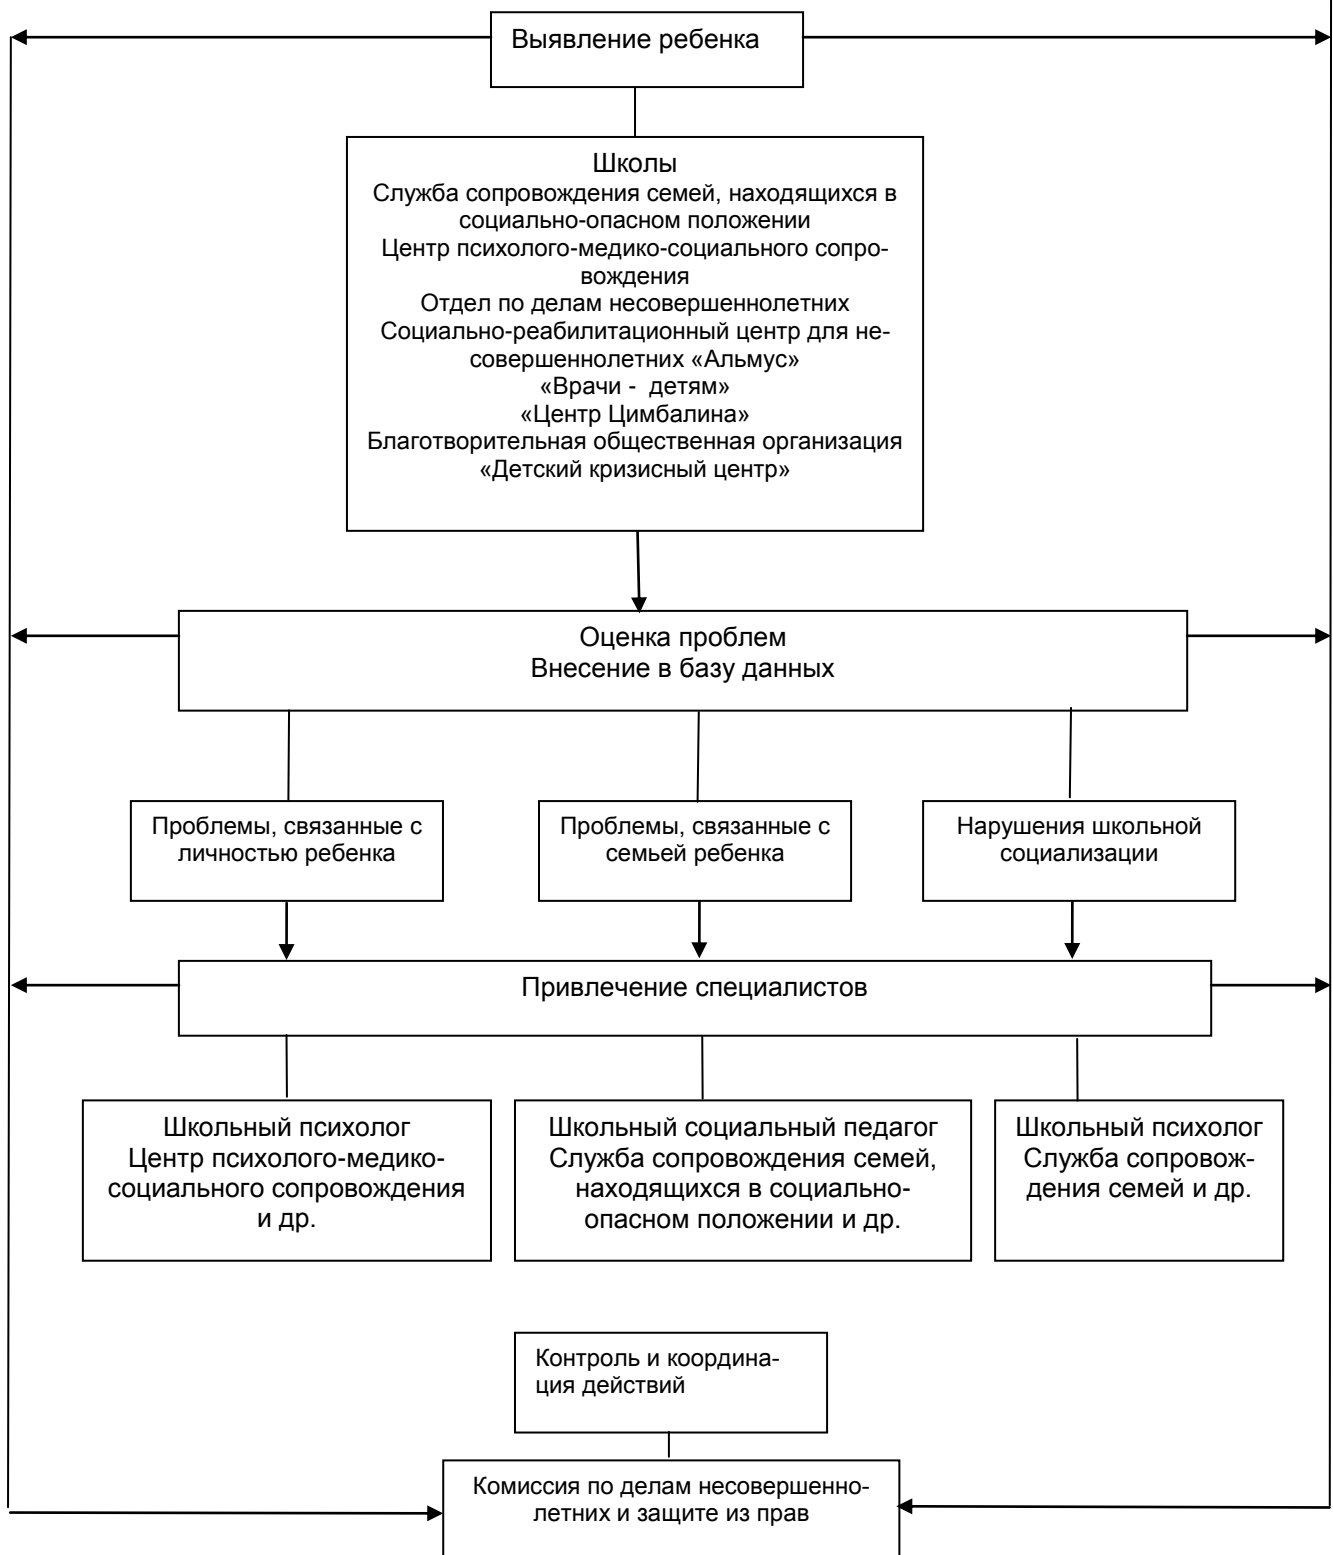 Выявление ребенка
Школы
Служба сопровождения семей, находящихся в
социально-опасном положении
Центр психолого-медико-социального сопро-
вождения
Отдел по делам несовершеннолетних
Социально-реабилитационный центр для не-
совершеннолетних «Альмус»
«Врачи - детям»
«Центр Цимбалина»
Благотворительная общественная организация
«Детский кризисный центр»
Оценка проблем
Внесение в базу данных
Проблемы, связанные с
личностью ребенка
Проблемы, связанные с
семьей ребенка
Нарушения школьной
социализации
Привлечение специалистов
Школьный психолог
Центр психолого-медико-
социального сопровождения
и др.
Школьный социальный педагог
Служба сопровождения семей,
находящихся в социально-
опасном положении и др.
Школьный психолог
Служба сопровож-
дения семей и др.
Контроль и координа-
ция действий
Комиссия по делам несовершенно-
летних и защите из прав